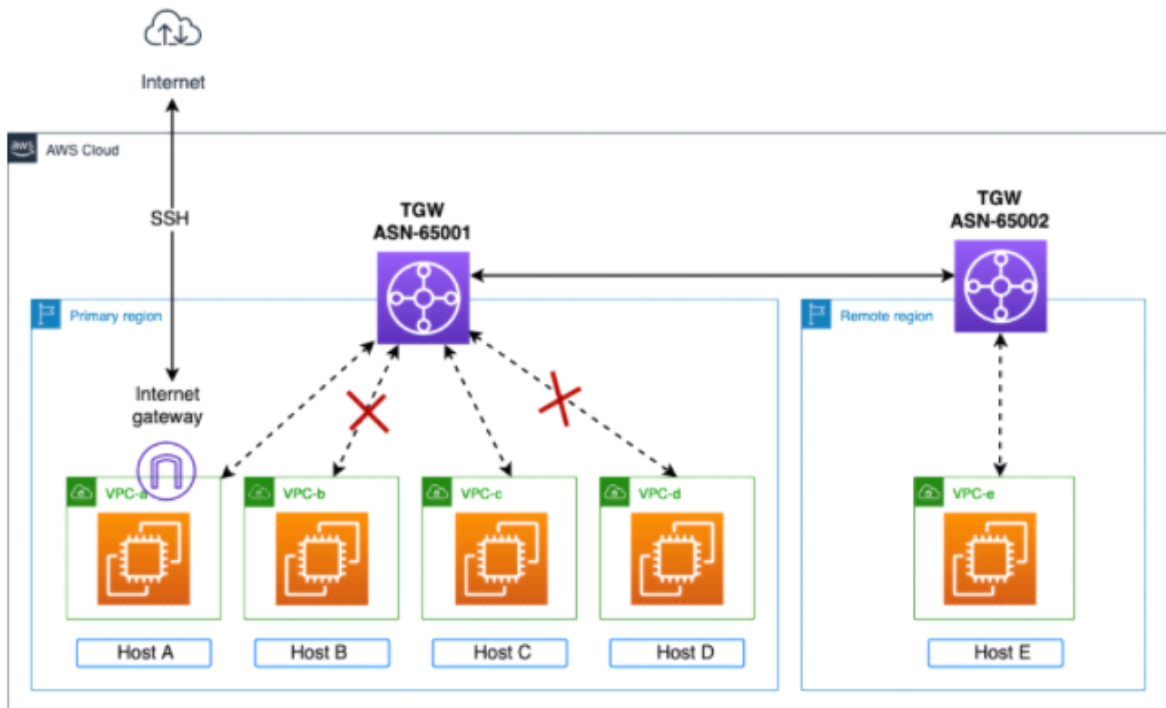 Internet
aws
AWS Cloud
SSH
TGW
ASN-65001
TGW
ASN-65002
Primary region
Remote region
Internet
gateway
VPC-a
VPC-b
VPC-c
VPC-d
VPC-e
Host A
Host B
Host C
Host D
Host E